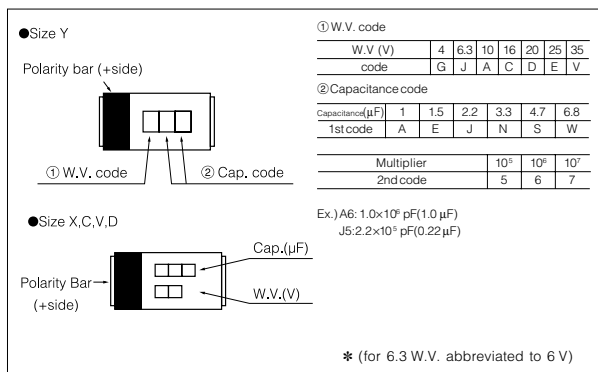 ●Size Y
Polarity bar (+side)
① W.V. code
② Cap. code
●Size X,C,V,D
Cap.(μF)
Polarity Bar
(+side)
W.V.(V)
① W.V. code
W.V (V) 4 6.3 10 16 20 25 35
code G J A C D E V
② Capacitance code
Capacitance(μF) 1 1.5 2.2 3.3 4.7 6.8
1st code A E J N S W
Multiplier 10⁵ 10⁶ 10⁷
2nd code 5 6 7
Ex.) A6: 1.0×10⁶ pF(1.0 μF)
J5:2.2×10⁵ pF(0.22 μF)
✻ (for 6.3 W.V. abbreviated to 6 V)